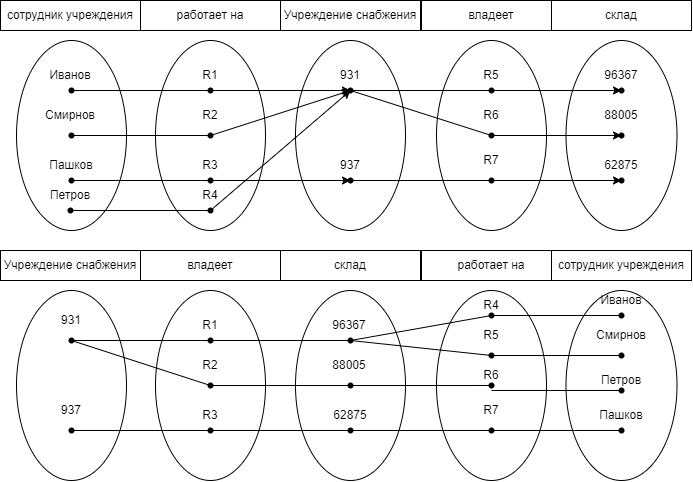 сотрудник учреждения работает на Учреждение снабжения владеет склад
Иванов R1 931 R5 96367
Смирнов R2 R6 88005
Пашков R3 937 R7 62875
Петров R4
Учреждение снабжения владеет склад работает на сотрудник учреждения
931 R1 96367 R4 Иванов
R5 Смирнов
R2 88005 R6 Петров
937 R3 62875 R7 Пашков